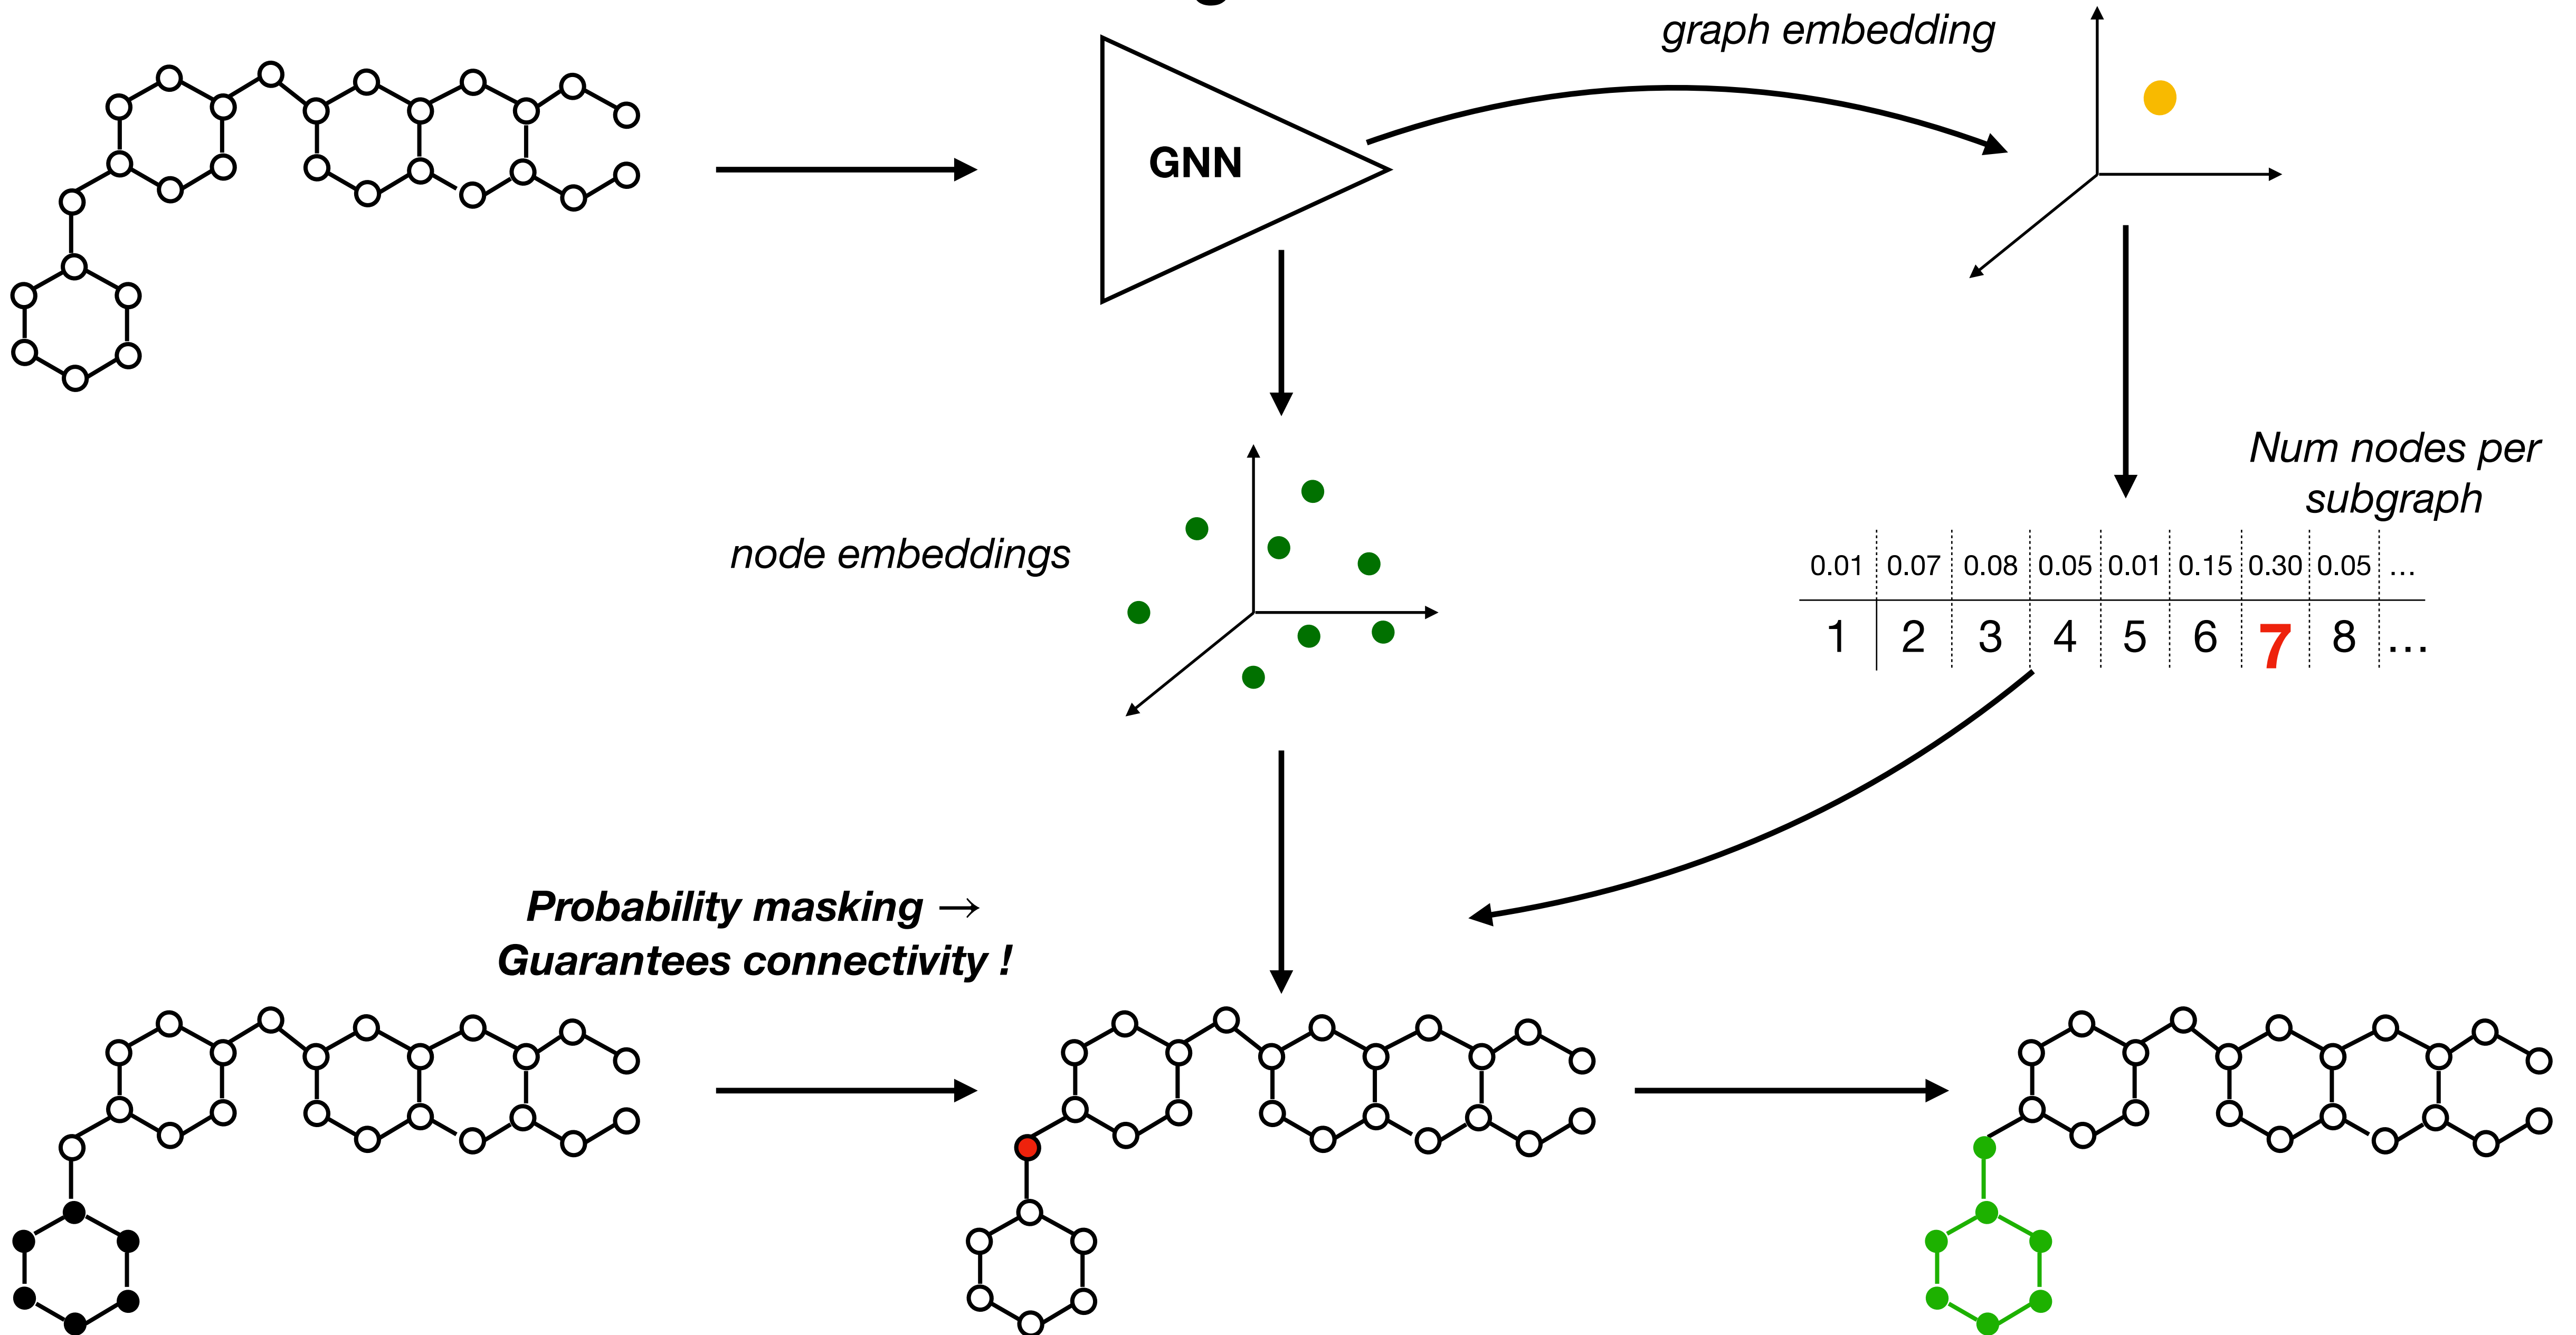 graph embedding
GNN
Num nodes per
subgraph
node embeddings
0.01 0.07 0.08 0.05 0.01 0.15 0.30 0.05 ...
1 2 3 4 5 6 7 8 ...
Probability masking →
Guarantees connectivity !